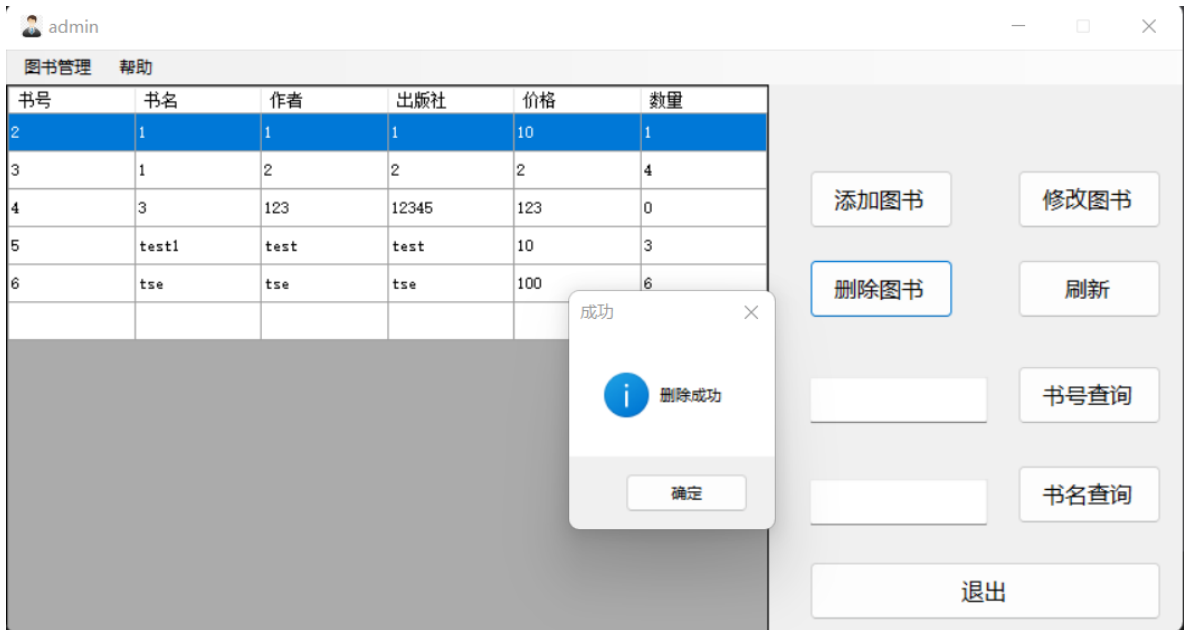 admin
图书管理 帮助
书号 书名 作者 出版社 价格 数量
2 1 1 1 10 1
3 1 2 2 2 4
4 3 123 12345 123 0
5 test1 test test 10 3
6 tse tse tse 100 6
成功
删除成功
确定
添加图书 修改图书
删除图书 刷新
书号查询
书名查询
退出